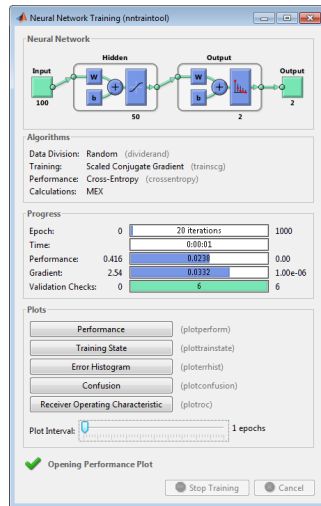 Neural Network Training (nntraintool)
Neural Network
Hidden
Output
Input
W
b
W
b
Output
100
50
2
2
Algorithms
Data Division: Random (dividerand)
Training: Scaled Conjugate Gradient (trainscg)
Performance: Cross-Entropy (crossentropy)
Calculations: MEX
Progress
Epoch: 0 20 iterations 1000
Time: 0:00:01
Performance: 0.416 0.0238 0.00
Gradient: 2.54 0.0332 1.00e-06
Validation Checks: 0 6 6
Plots
Performance (plotperform)
Training State (plottrainstate)
Error Histogram (ploterrhist)
Confusion (plotconfusion)
Receiver Operating Characteristic (plotroc)
Plot Interval: 1 epochs
Opening Performance Plot
Stop Training Cancel